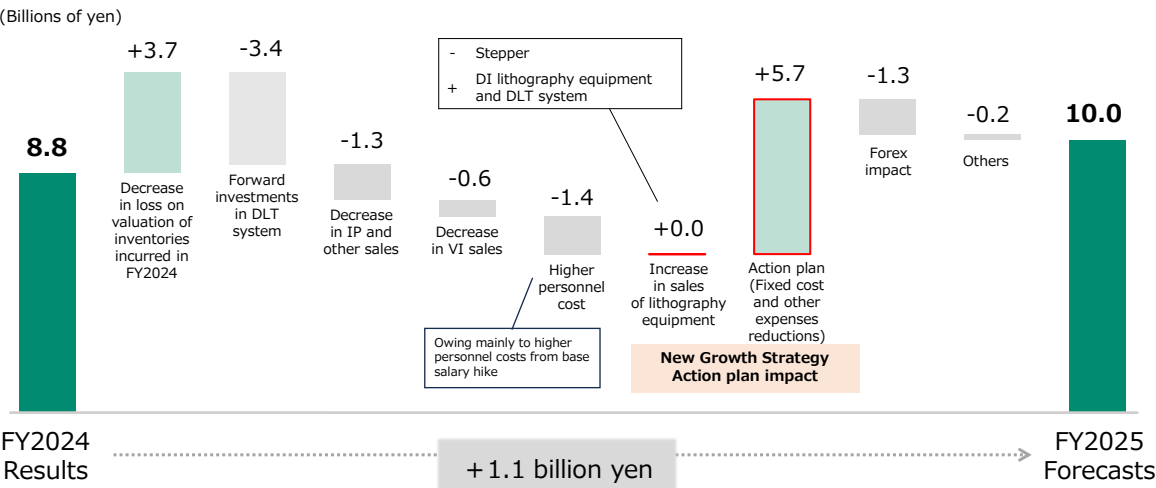 (Billions of yen)
8.8
+3.7
Decrease
in loss on
valuation of
inventories
incurred in
FY2024
-3.4
Forward
investments
in DLT
system
-1.3
Decrease
in IP and
other sales
-0.6
Decrease
in VI sales
-1.4
Higher
personnel
cost
Owing mainly to higher
personnel costs from base
salary hike
- Stepper
+ DI lithography equipment
and DLT system
+0.0
Increase
in sales
of lithography
equipment
+5.7
Action plan
(Fixed cost
and other
expenses
reductions)
New Growth Strategy
Action plan impact
-1.3
Forex
impact
-0.2
Others
10.0
FY2024
Results
+1.1 billion yen
FY2025
Forecasts